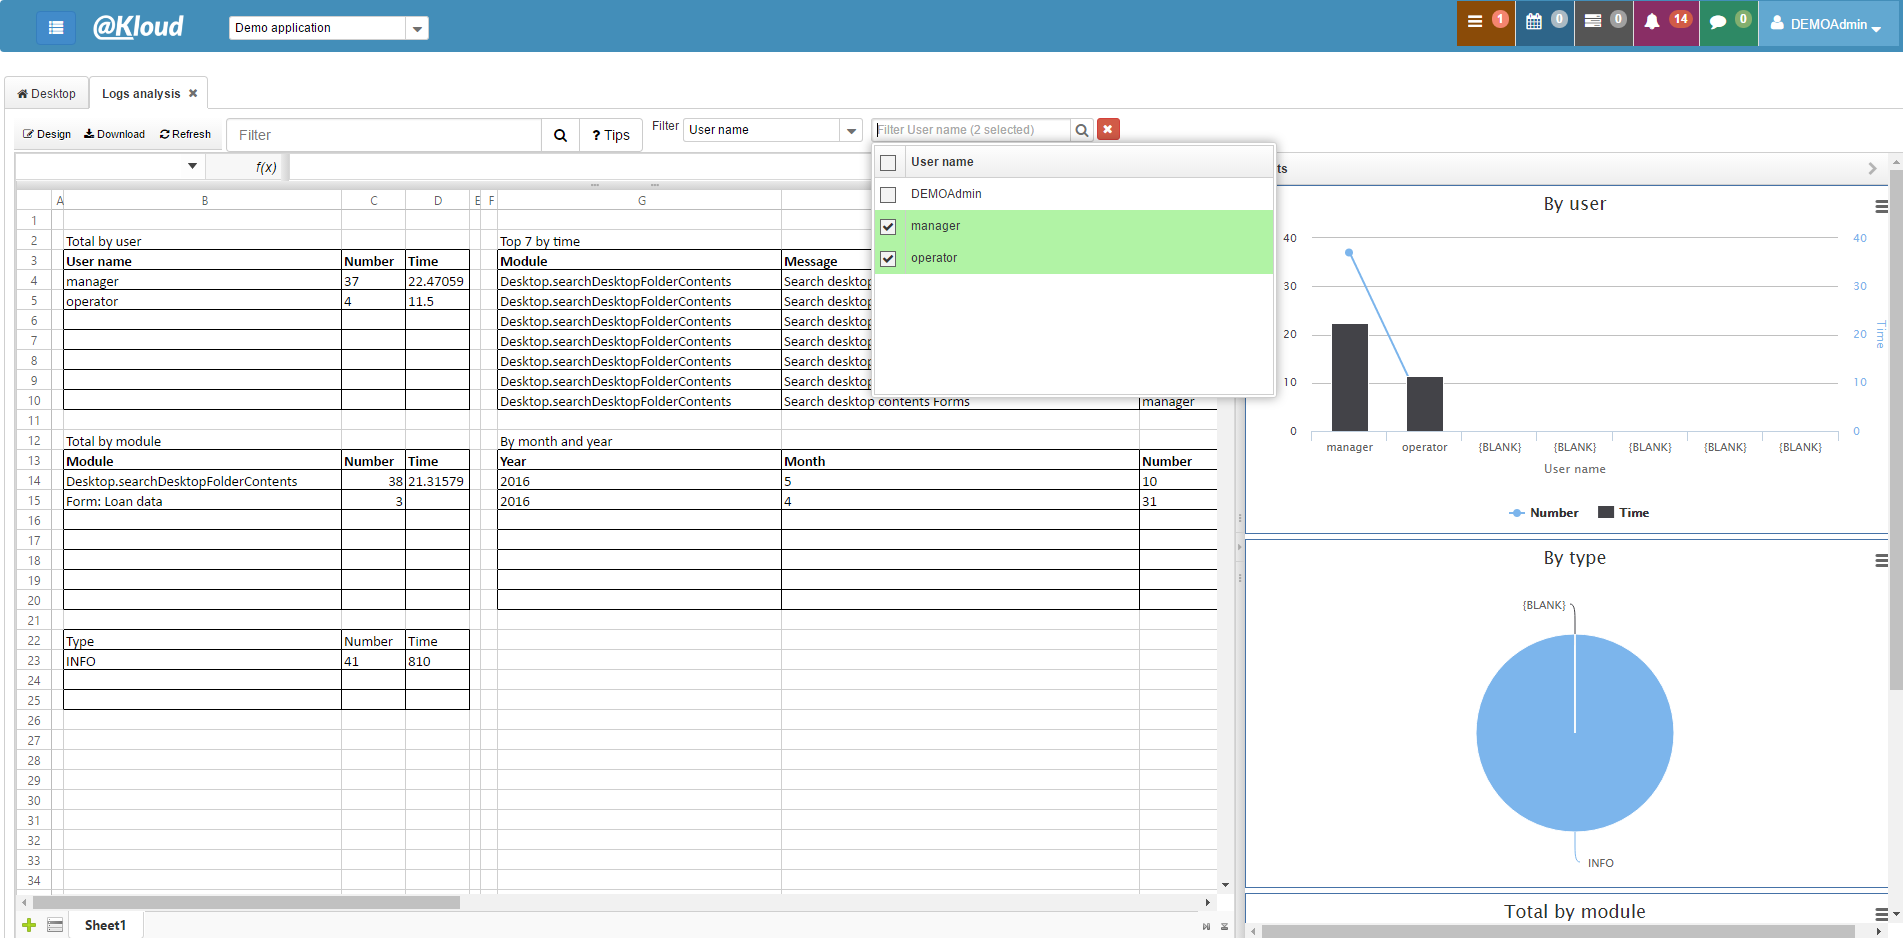 @Kloud
Demo application
1
0
0
14
0
DEMOAdmin
Desktop
Logs analysis
Design
Download
Refresh
Filter
? Tips
Filter
User name
Filter User name (2 selected)
f(x)
User name
DEMOAdmin
manager
operator
ts
A B C D E F G
1
2 Total by user Top 7 by time
3 User name Number Time Module Message
4 manager 37 22.47059 Desktop.searchDesktopFolderContents Search desktop
5 operator 4 11.5 Desktop.searchDesktopFolderContents Search desktop
6 Desktop.searchDesktopFolderContents Search desktop
7 Desktop.searchDesktopFolderContents Search desktop
8 Desktop.searchDesktopFolderContents Search desktop
9 Desktop.searchDesktopFolderContents Search desktop
10 Desktop.searchDesktopFolderContents Search desktop contents Forms manager
11
12 Total by module By month and year
13 Module Number Time Year Month Number
14 Desktop.searchDesktopFolderContents 38 21.31579 2016 5 10
15 Form: Loan data 3 2016 4 31
16
17
18
19
20
21
22 Type Number Time
23 INFO 41 810
24
25
26
27
28
29
30
31
32
33
34
Sheet1
By user
40 40
30 30
20 20
10 10
0 0
Time
manager operator {BLANK} {BLANK} {BLANK} {BLANK} {BLANK}
User name
Number Time
By type
{BLANK}
INFO
Total by module